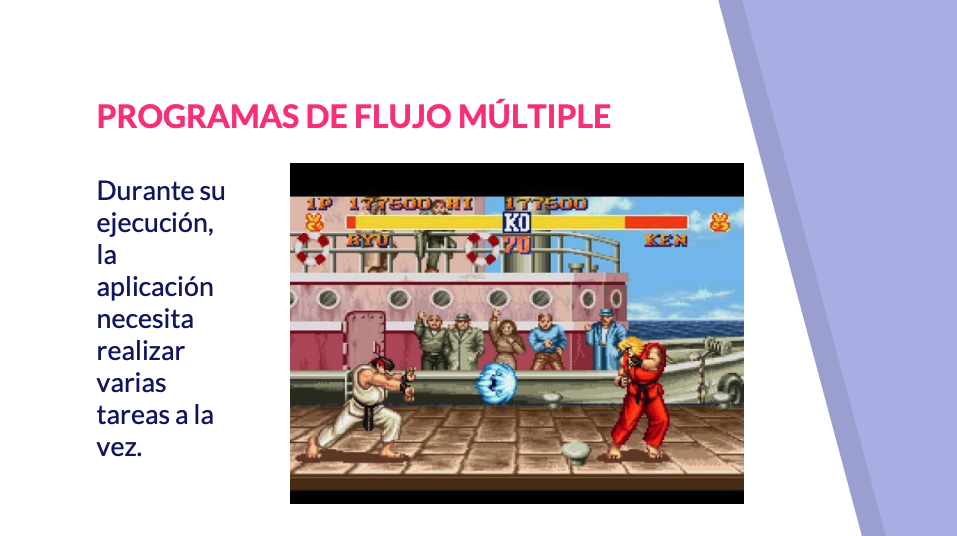 PROGRAMAS DE FLUJO MÚLTIPLE
Durante su
ejecución,
la
aplicación
necesita
realizar
varias
tareas a la
vez.
1P 177500 HI 177500
KO
RYU 70 KEN